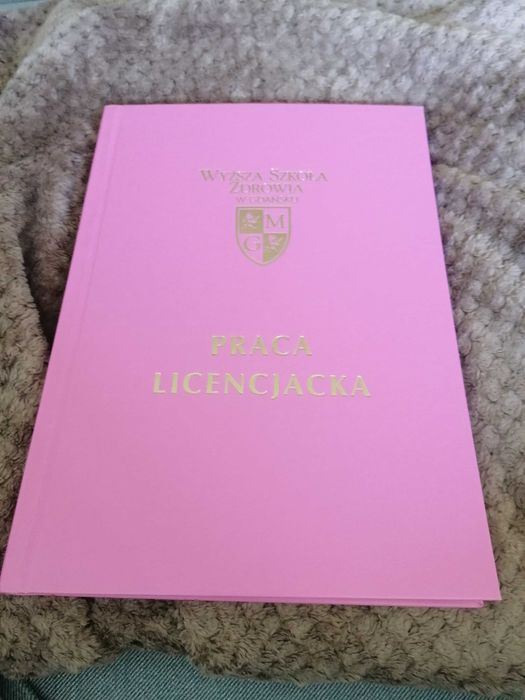 Wyższa Szkoła
Zdrowia
w Gdańsku
M
G
PRACA
LICENCJACKA